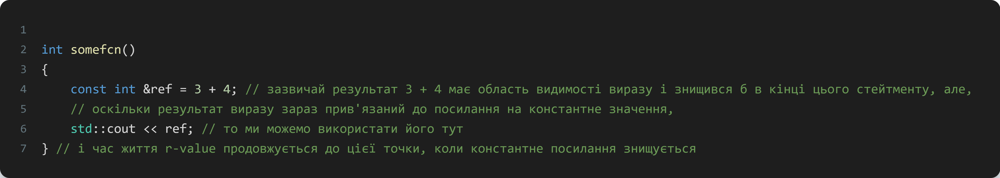 1
2 int somefcn()
3 {
4     const int &ref = 3 + 4; // зазвичай результат 3 + 4 має область видимості виразу і знищився б в кінці цього стейтменту, але,
5     // оскільки результат виразу зараз прив'язаний до посилання на константне значення,
6     std::cout << ref; // то ми можемо використати його тут
7 } // і час життя r-value продовжується до цієї точки, коли константне посилання знищується